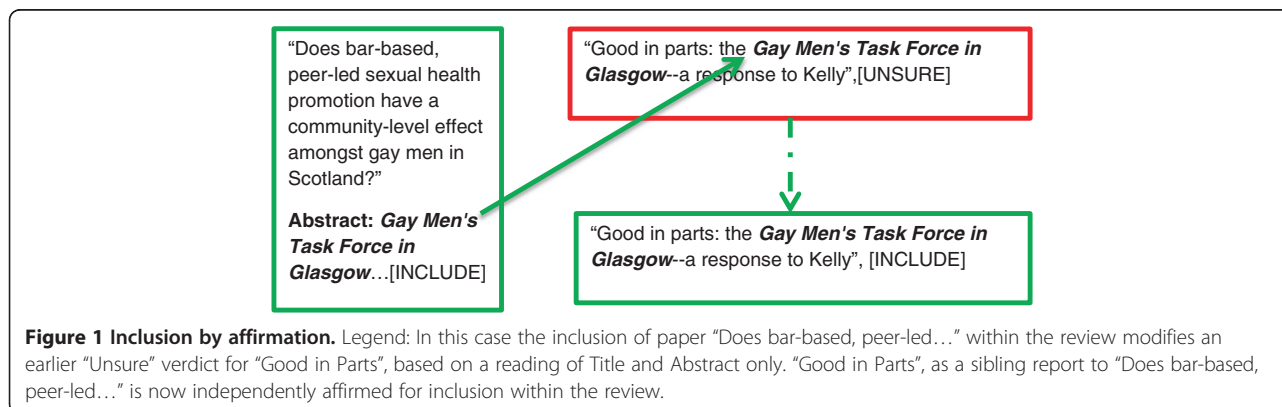 “Does bar-based,
peer-led sexual health
promotion have a
community-level effect
amongst gay men in
Scotland?”
Abstract: Gay Men's
Task Force in
Glasgow…[INCLUDE]
“Good in parts: the Gay Men's Task Force in
Glasgow--a response to Kelly”,[UNSURE]
“Good in parts: the Gay Men's Task Force in
Glasgow--a response to Kelly”, [INCLUDE]
Figure 1 Inclusion by affirmation. Legend: In this case the inclusion of paper “Does bar-based, peer-led…” within the review modifies an
earlier “Unsure” verdict for “Good in Parts”, based on a reading of Title and Abstract only. “Good in Parts”, as a sibling report to “Does bar-based,
peer-led…” is now independently affirmed for inclusion within the review.